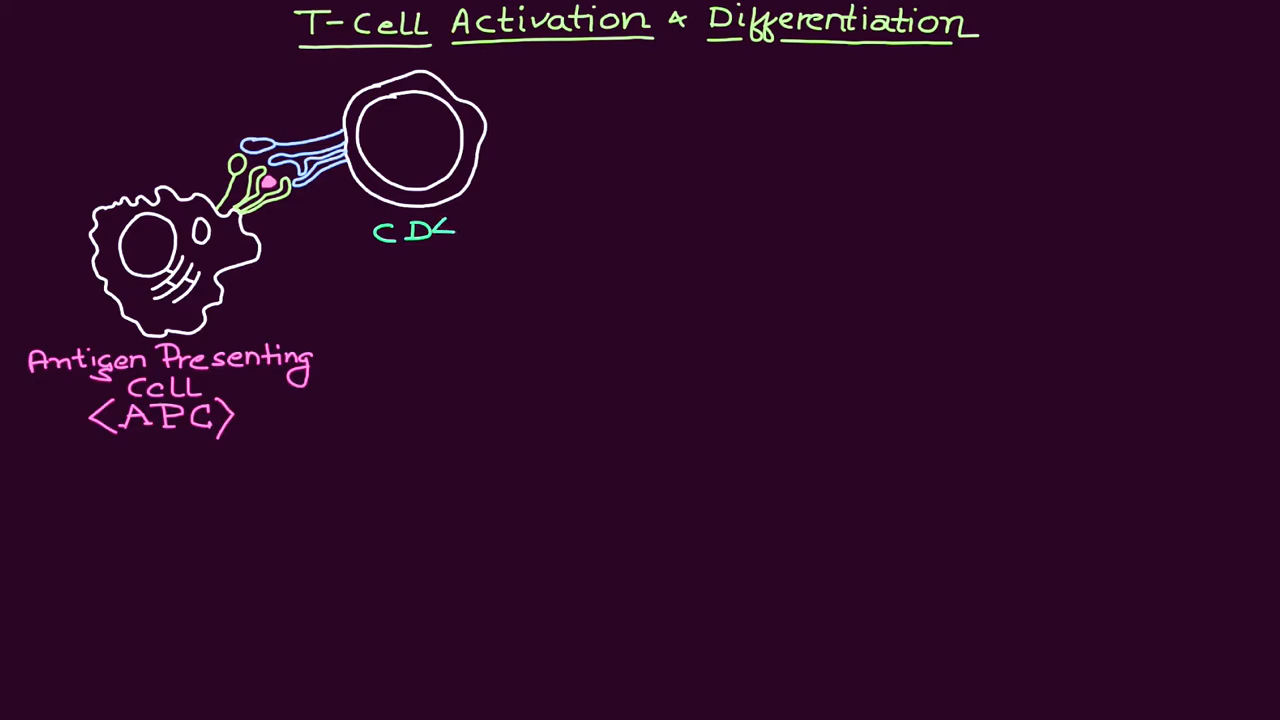 T-Cell Activation & Differentiation
CD
Antigen Presenting
Cell
<APC>